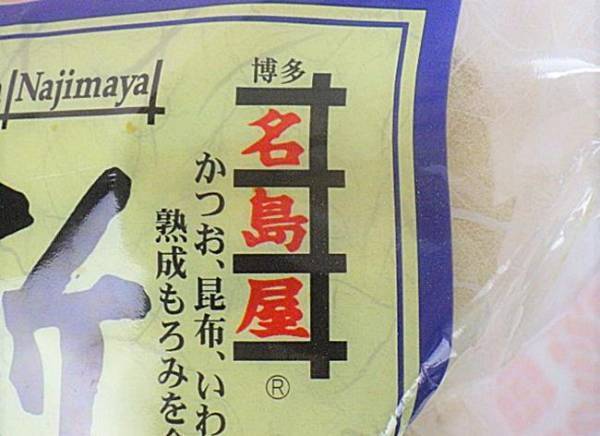 Najimaya
博多
名島屋
®
かつお、昆布、いわ
熟成もろみを